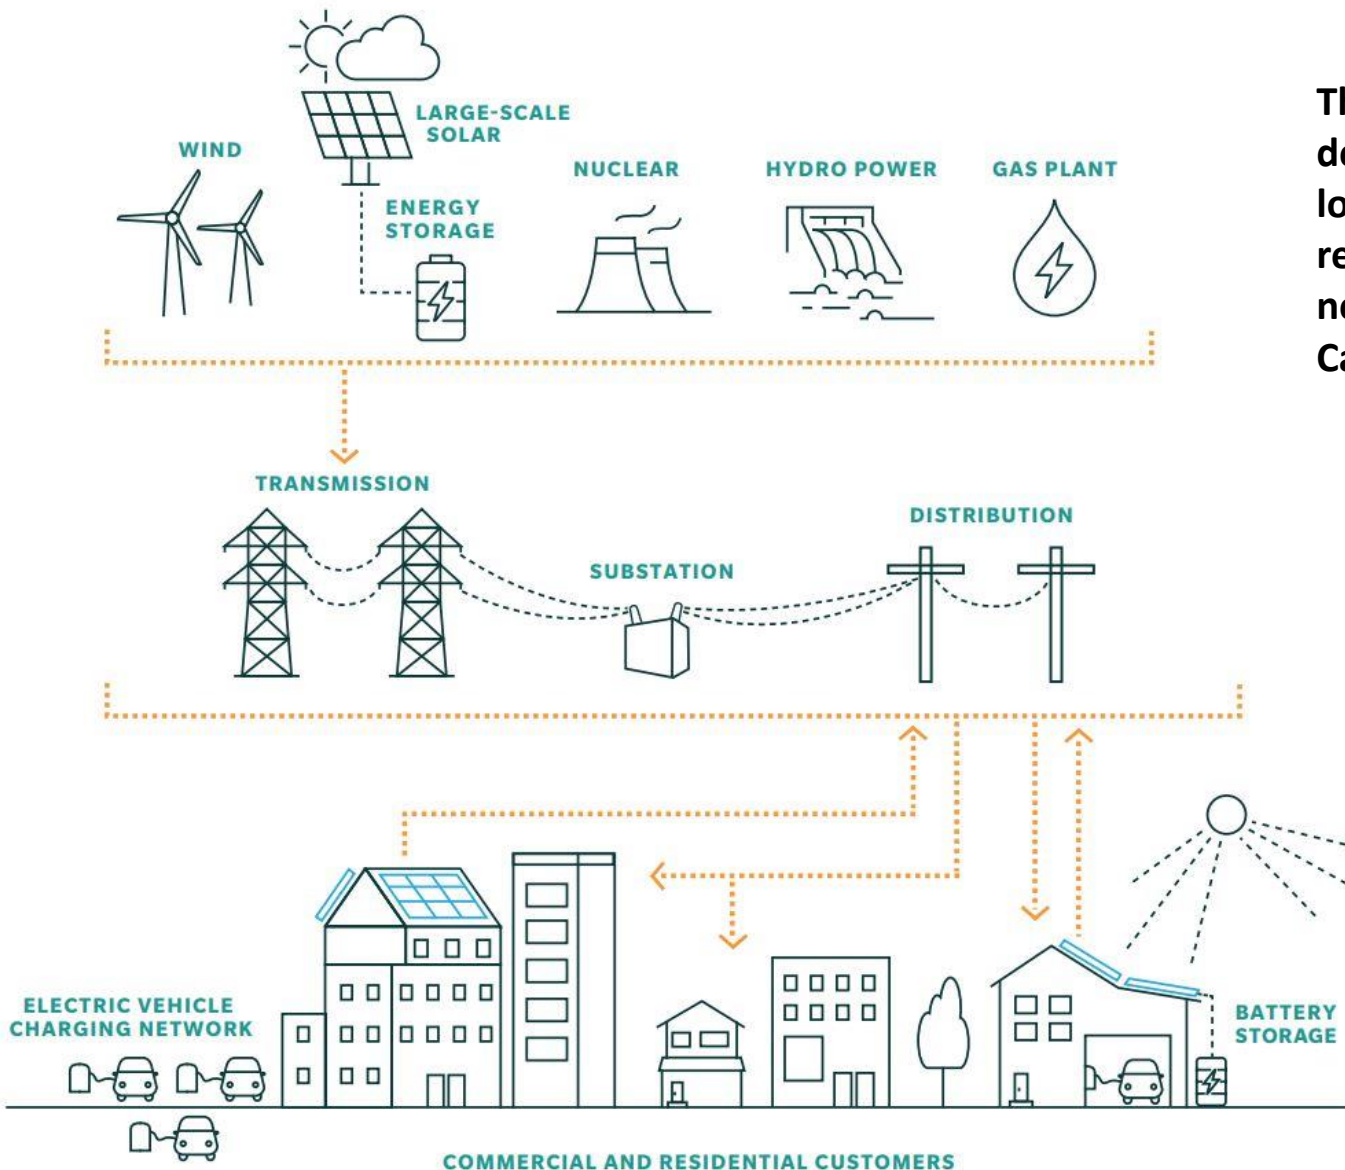 LARGE-SCALE
SOLAR
WIND
NUCLEAR
HYDRO POWER
GAS PLANT
ENERGY
STORAGE
TRANSMISSION
DISTRIBUTION
SUBSTATION
ELECTRIC VEHICLE
CHARGING NETWORK
BATTERY
STORAGE
COMMERCIAL AND RESIDENTIAL CUSTOMERS